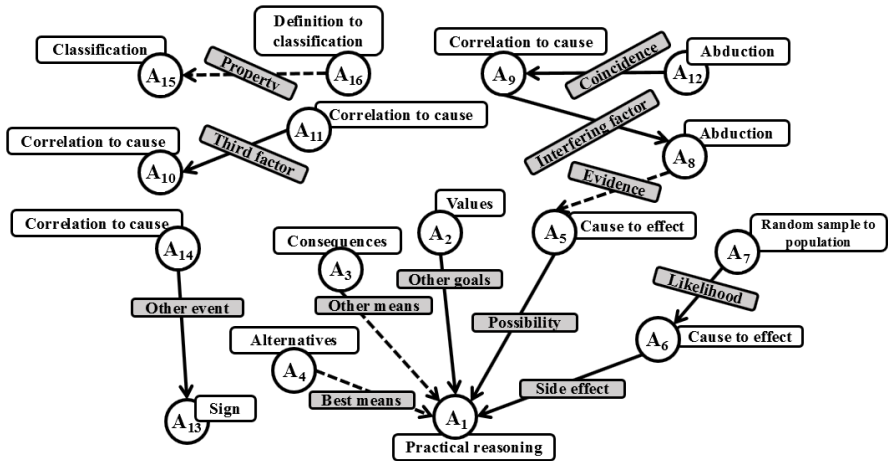 Classification
A15
Property
Definition to
classification
A16
Correlation to cause
A9
Coincidence
Abduction
A12
Correlation to cause
A11
Third factor
Correlation to cause
A10
Interfering factor
Abduction
A8
Evidence
Correlation to cause
A14
Values
A2
Consequences
A3
Other goals
Other means
A5
Cause to effect
Random sample to
population
A7
Likelihood
Other event
Possibility
A6
Cause to effect
Alternatives
A4
Best means
Side effect
A1
Practical reasoning
Sign
A13